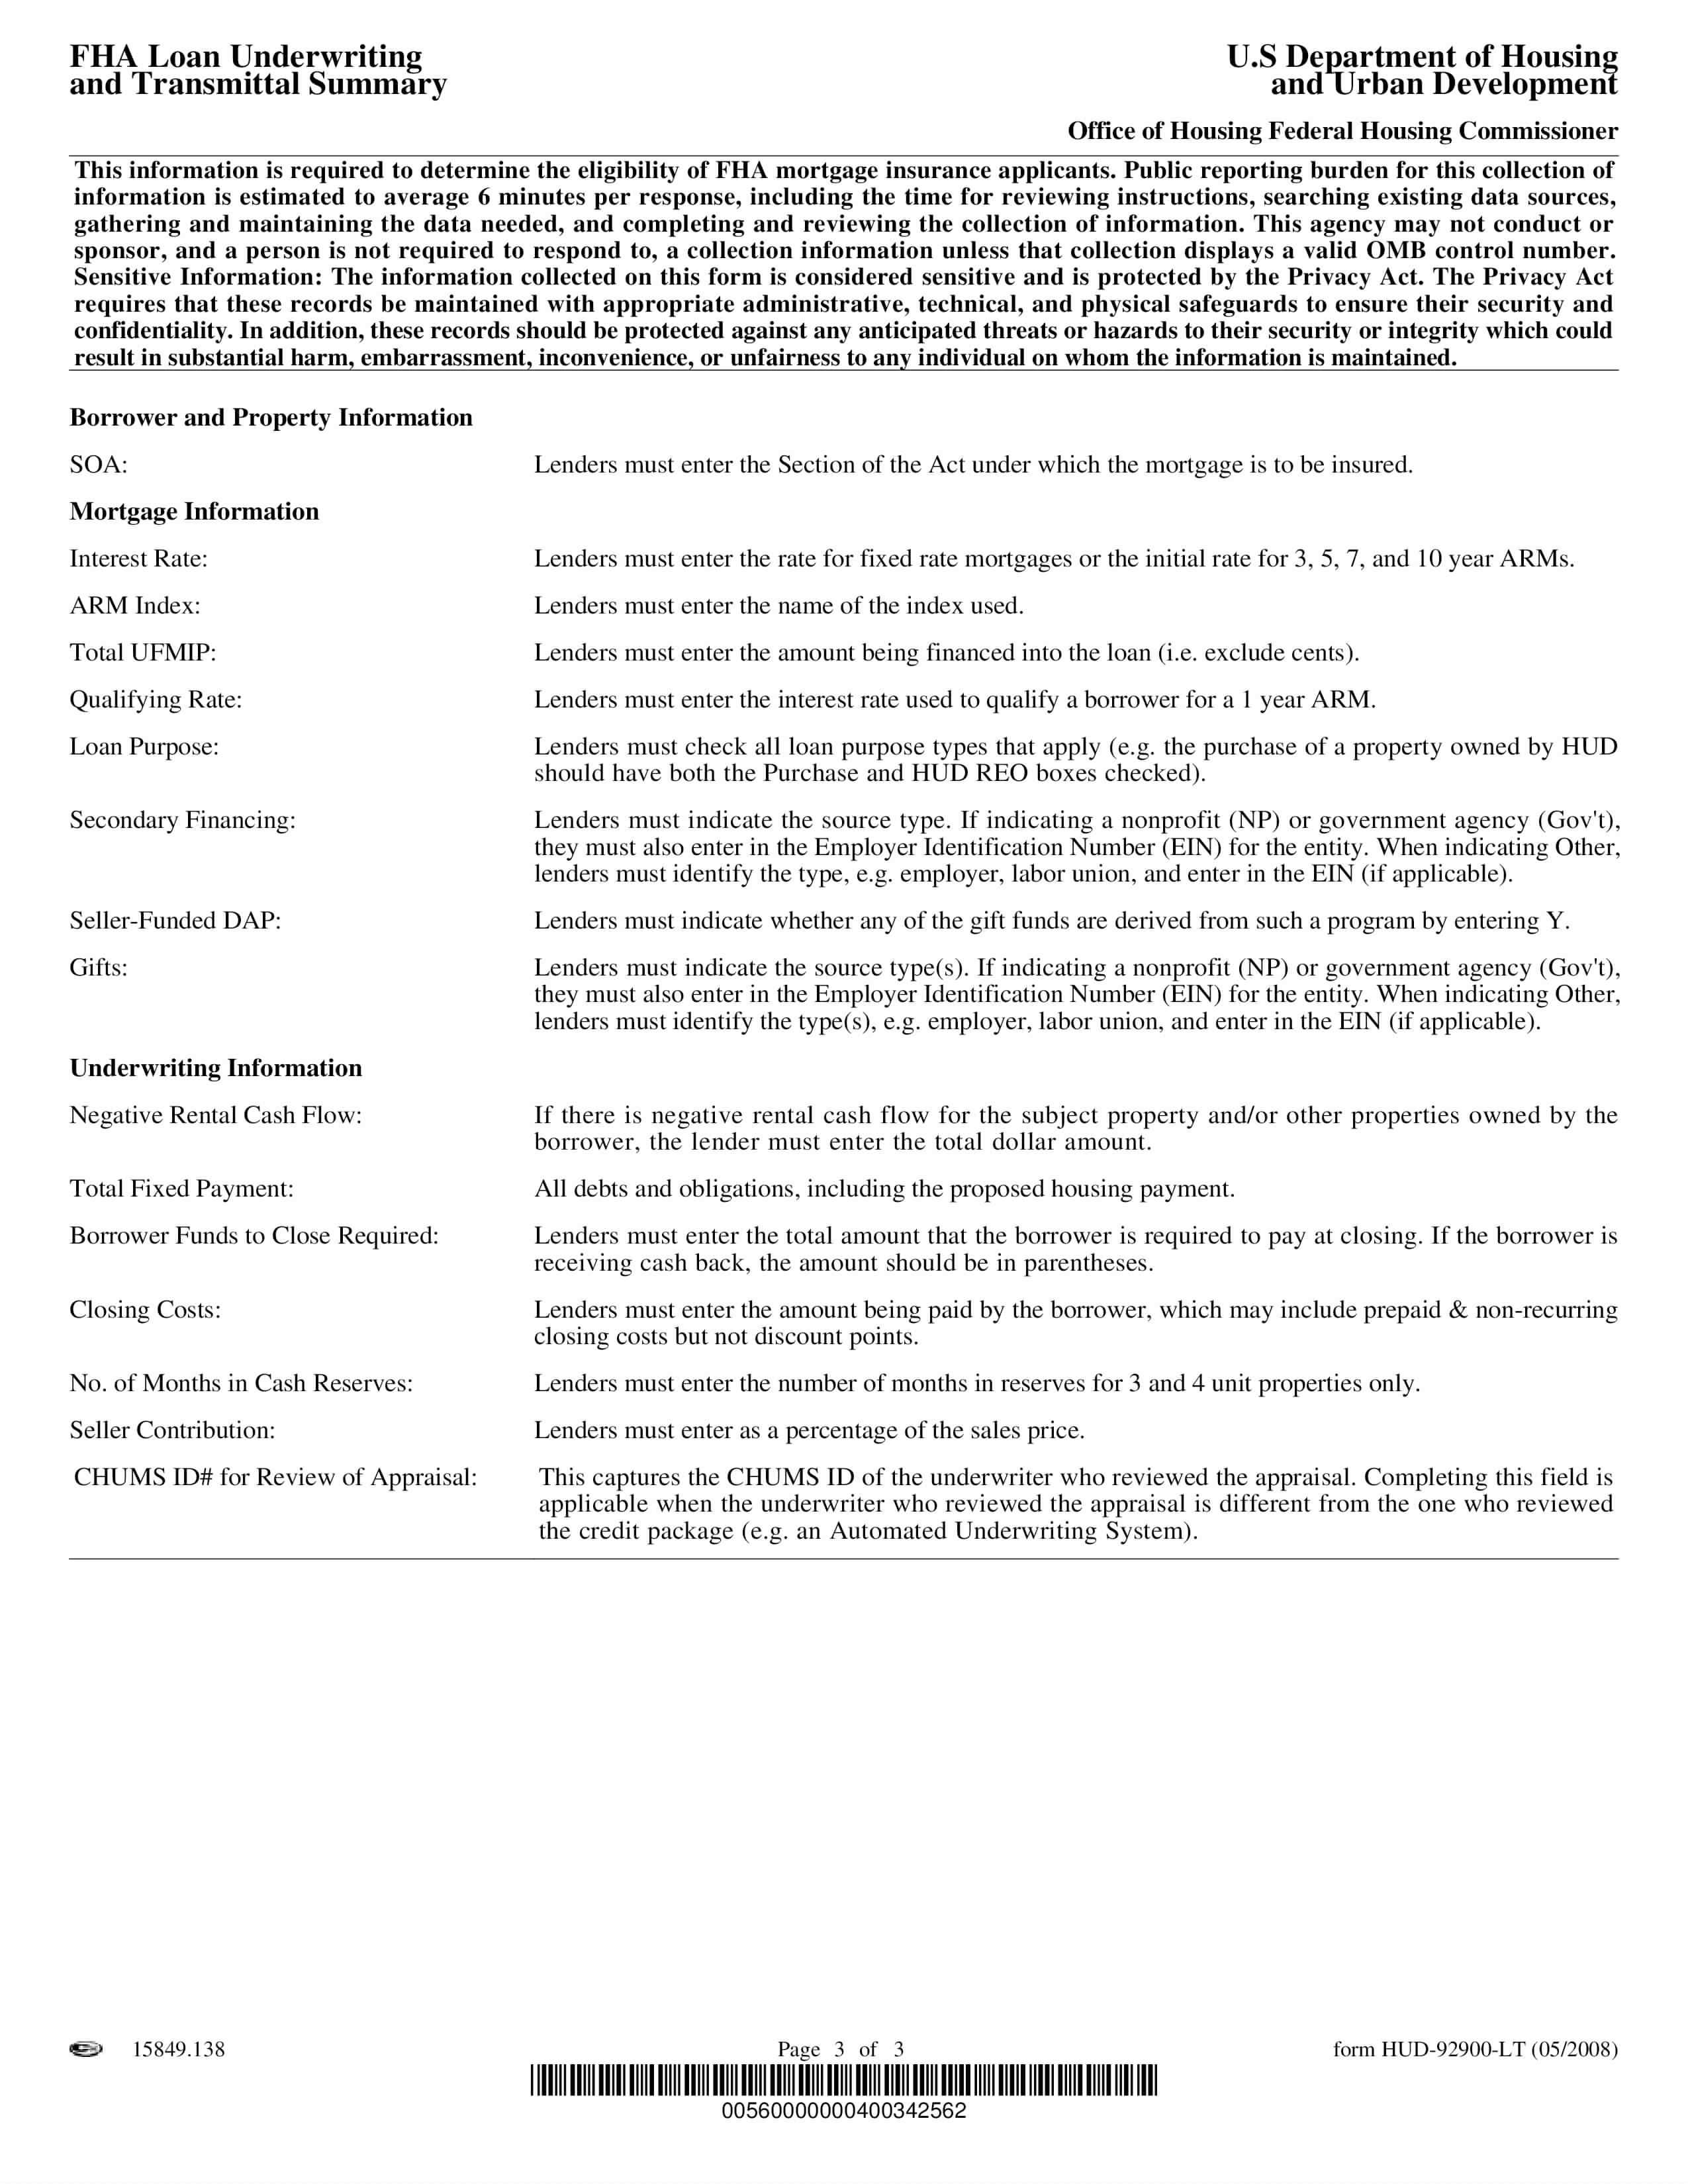 FHA Loan Underwriting
and Transmittal Summary
U.S Department of Housing
and Urban Development
Office of Housing Federal Housing Commissioner
This information is required to determine the eligibility of FHA mortgage insurance applicants. Public reporting burden for this collection of
information is estimated to average 6 minutes per response, including the time for reviewing instructions, searching existing data sources,
gathering and maintaining the data needed, and completing and reviewing the collection of information. This agency may not conduct or
sponsor, and a person is not required to respond to, a collection information unless that collection displays a valid OMB control number.
Sensitive Information: The information collected on this form is considered sensitive and is protected by the Privacy Act. The Privacy Act
requires that these records be maintained with appropriate administrative, technical, and physical safeguards to ensure their security and
confidentiality. In addition, these records should be protected against any anticipated threats or hazards to their security or integrity which could
result in substantial harm, embarrassment, inconvenience, or unfairness to any individual on whom the information is maintained.
Borrower and Property Information
SOA: Lenders must enter the Section of the Act under which the mortgage is to be insured.
Mortgage Information
Interest Rate: Lenders must enter the rate for fixed rate mortgages or the initial rate for 3, 5, 7, and 10 year ARMs.
ARM Index: Lenders must enter the name of the index used.
Total UFMIP: Lenders must enter the amount being financed into the loan (i.e. exclude cents).
Qualifying Rate: Lenders must enter the interest rate used to qualify a borrower for a 1 year ARM.
Loan Purpose: Lenders must check all loan purpose types that apply (e.g. the purchase of a property owned by HUD
should have both the Purchase and HUD REO boxes checked).
Secondary Financing: Lenders must indicate the source type. If indicating a nonprofit (NP) or government agency (Gov't),
they must also enter in the Employer Identification Number (EIN) for the entity. When indicating Other,
lenders must identify the type, e.g. employer, labor union, and enter in the EIN (if applicable).
Seller-Funded DAP: Lenders must indicate whether any of the gift funds are derived from such a program by entering Y.
Gifts: Lenders must indicate the source type(s). If indicating a nonprofit (NP) or government agency (Gov't),
they must also enter in the Employer Identification Number (EIN) for the entity. When indicating Other,
lenders must identify the type(s), e.g. employer, labor union, and enter in the EIN (if applicable).
Underwriting Information
Negative Rental Cash Flow: If there is negative rental cash flow for the subject property and/or other properties owned by the
borrower, the lender must enter the total dollar amount.
Total Fixed Payment: All debts and obligations, including the proposed housing payment.
Borrower Funds to Close Required: Lenders must enter the total amount that the borrower is required to pay at closing. If the borrower is
receiving cash back, the amount should be in parentheses.
Closing Costs: Lenders must enter the amount being paid by the borrower, which may include prepaid & non-recurring
closing costs but not discount points.
No. of Months in Cash Reserves: Lenders must enter the number of months in reserves for 3 and 4 unit properties only.
Seller Contribution: Lenders must enter as a percentage of the sales price.
CHUMS ID# for Review of Appraisal: This captures the CHUMS ID of the underwriter who reviewed the appraisal. Completing this field is
applicable when the underwriter who reviewed the appraisal is different from the one who reviewed
the credit package (e.g. an Automated Underwriting System).
15849.138 Page 3 of 3 form HUD-92900-LT (05/2008)
00560000000400342562